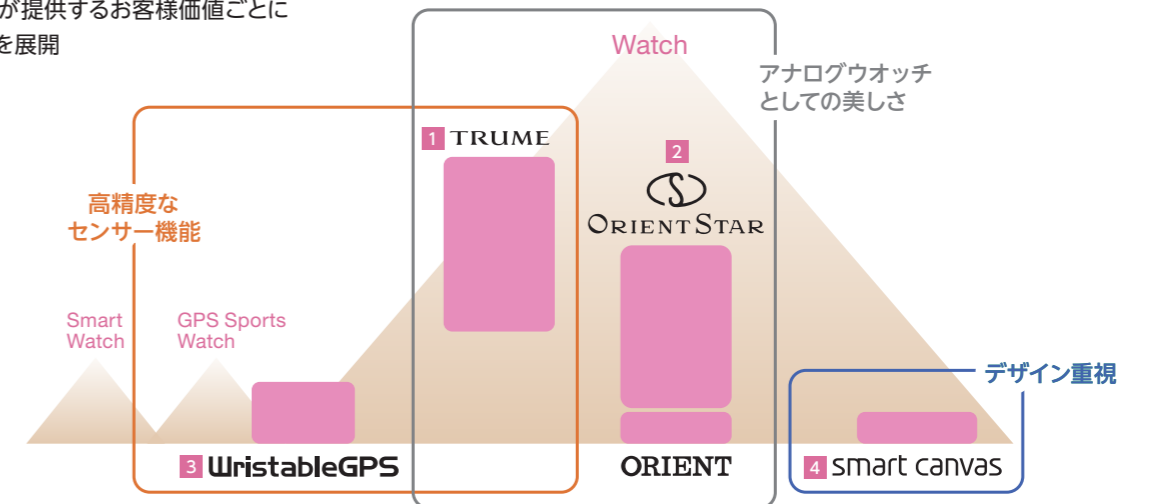 が提供するお客様価値ごとに
を展開
Watch
アナログウオッチ
としての美しさ
1 TRUME
2
ORIENT STAR
高精度な
センサー機能
Smart
Watch
GPS Sports
Watch
デザイン重視
3 WristableGPS
ORIENT
4 smart canvas